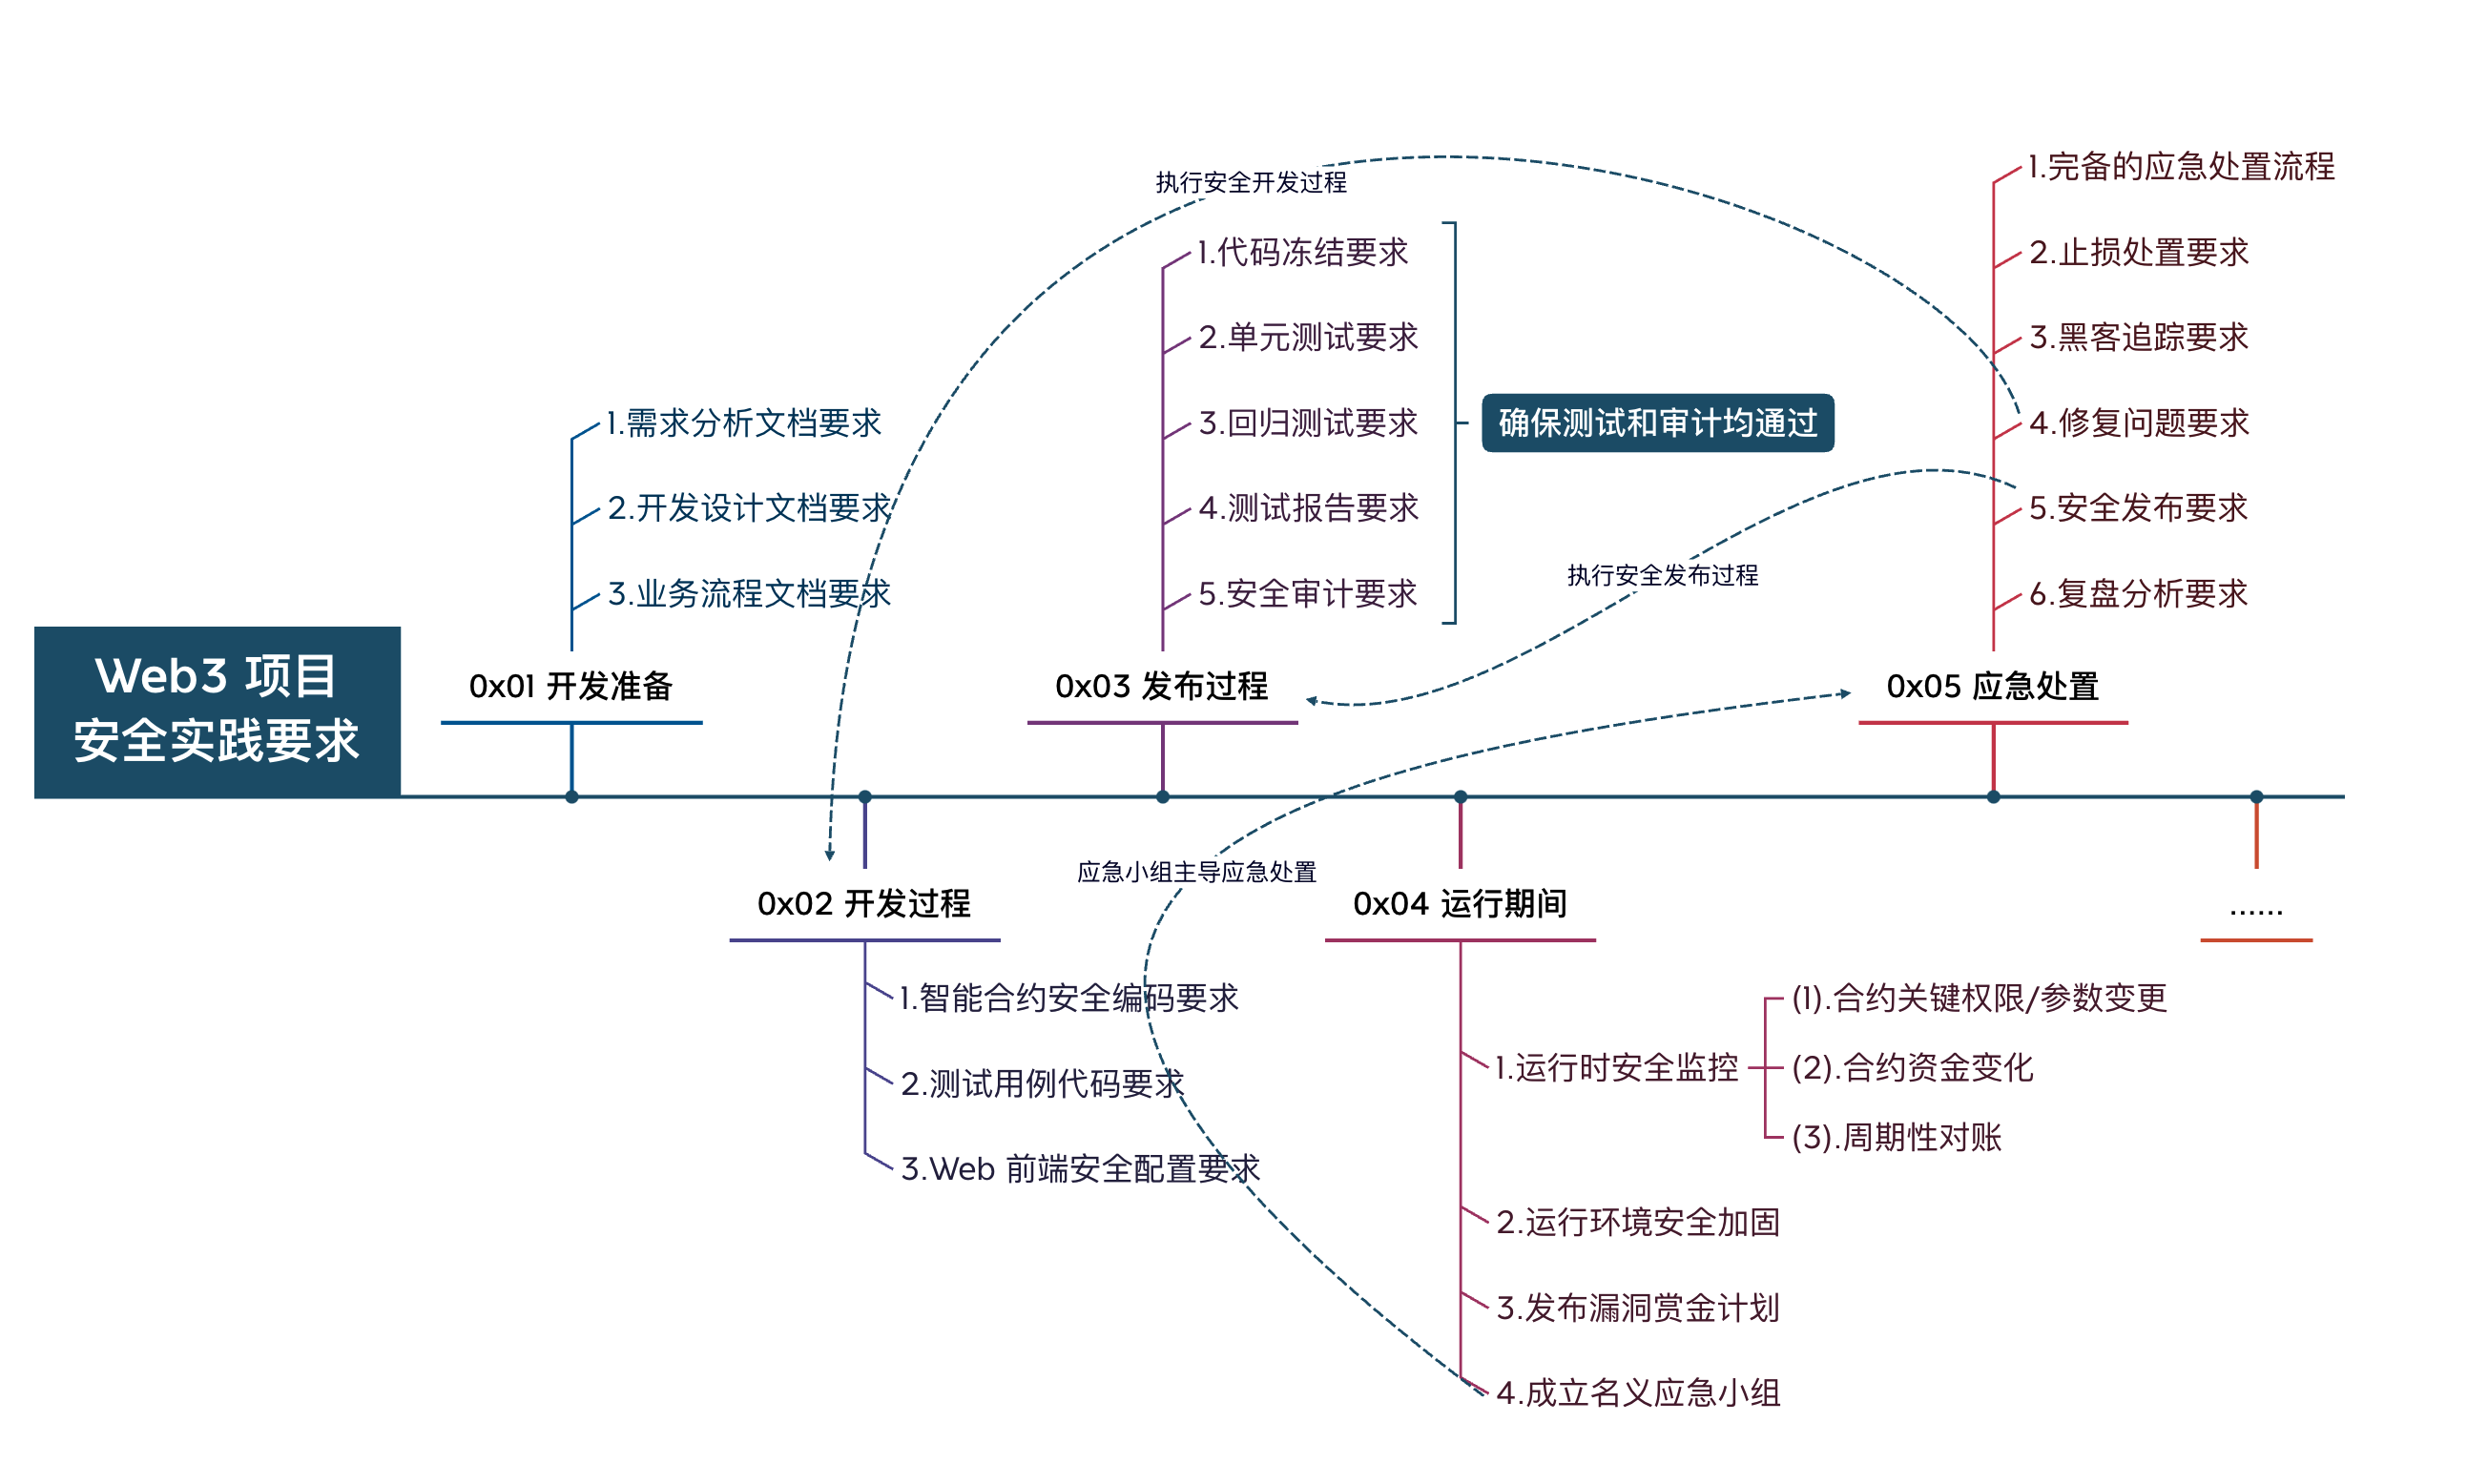 Web3 项目
安全实践要求
0x01 开发准备
1.需求分析文档要求
2.开发设计文档要求
3.业务流程文档要求
0x02 开发过程
1.智能合约安全编码要求
2.测试用例代码要求
3.Web 前端安全配置要求
0x03 发布过程
1.代码冻结要求
2.单元测试要求
3.回归测试要求
4.测试报告要求
5.安全审计要求
确保测试和审计均通过
0x04 运行期间
1.运行时安全监控
(1).合约关键权限/参数变更
(2).合约资金变化
(3).周期性对账
2.运行环境安全加固
3.发布漏洞赏金计划
4.成立名义应急小组
0x05 应急处置
1.完备的应急处置流程
2.止损处置要求
3.黑客追踪要求
4.修复问题要求
5.安全发布要求
6.复盘分析要求
......
执行安全开发过程
执行安全发布过程
应急小组主导应急处置